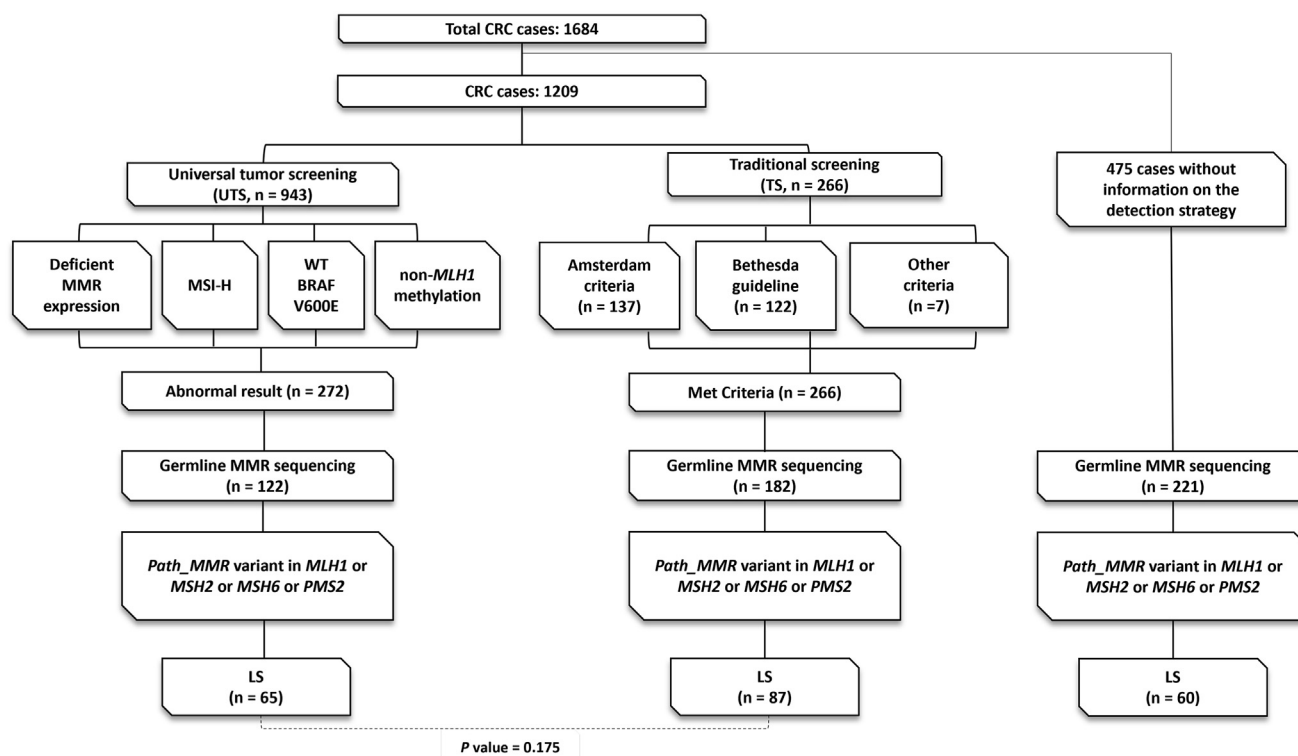 Total CRC cases: 1684
CRC cases: 1209
Universal tumor screening
(UTS, n = 943)
Traditional screening
(TS, n = 266)
475 cases without
information on the
detection strategy
Deficient
MMR
expression
MSI-H
WT
BRAF
V600E
non-MLH1
methylation
Amsterdam
criteria
(n = 137)
Bethesda
guideline
(n = 122)
Other
criteria
(n =7)
Abnormal result (n = 272)
Met Criteria (n = 266)
Germline MMR sequencing
(n = 122)
Germline MMR sequencing
(n = 182)
Germline MMR sequencing
(n = 221)
Path_MMR variant in MLH1 or
MSH2 or MSH6 or PMS2
Path_MMR variant in MLH1 or
MSH2 or MSH6 or PMS2
Path_MMR variant in MLH1 or
MSH2 or MSH6 or PMS2
LS
(n = 65)
LS
(n = 87)
LS
(n = 60)
P value = 0.175